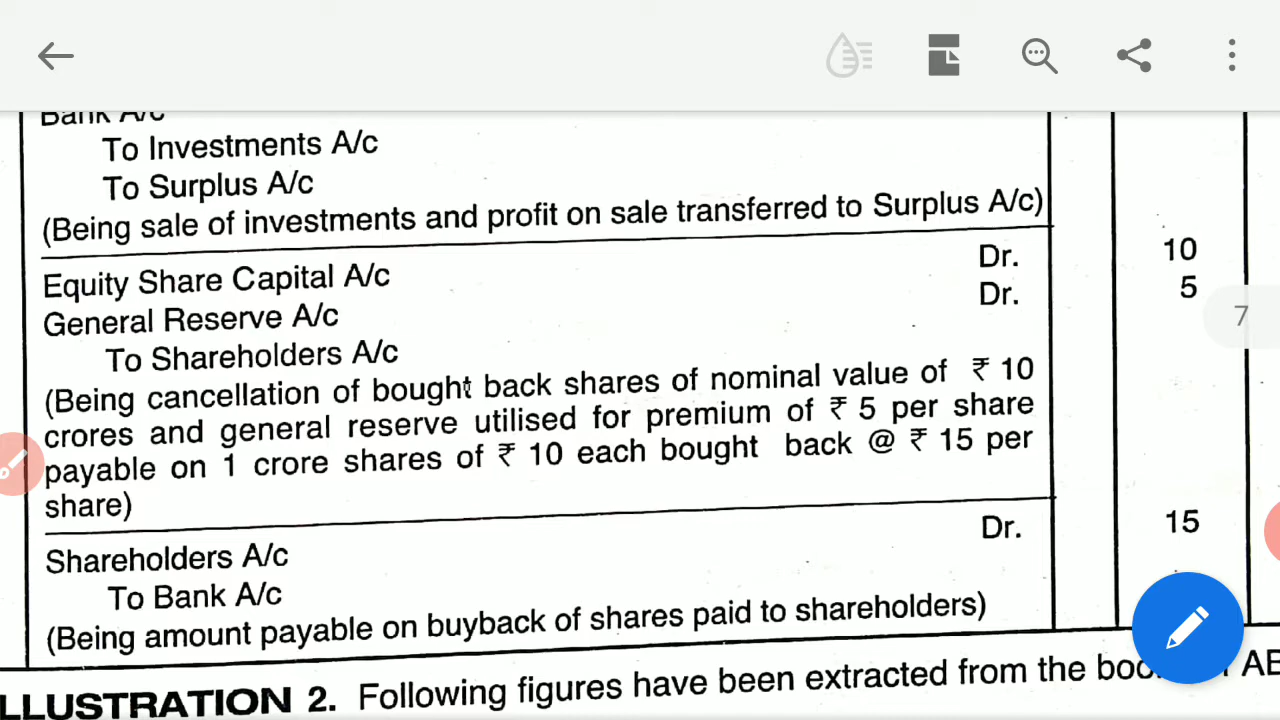 Bank A/c
To Investments A/c
To Surplus A/c
(Being sale of investments and profit on sale transferred to Surplus A/c)
Equity Share Capital A/c Dr. 10
General Reserve A/c Dr. 5
7
To Shareholders A/c
(Being cancellation of bought back shares of nominal value of ₹ 10
crores and general reserve utilised for premium of ₹ 5 per share
payable on 1 crore shares of ₹ 10 each bought back @ ₹ 15 per
share)
Shareholders A/c Dr. 15
To Bank A/c
(Being amount payable on buyback of shares paid to shareholders)
LLUSTRATION 2. Following figures have been extracted from the